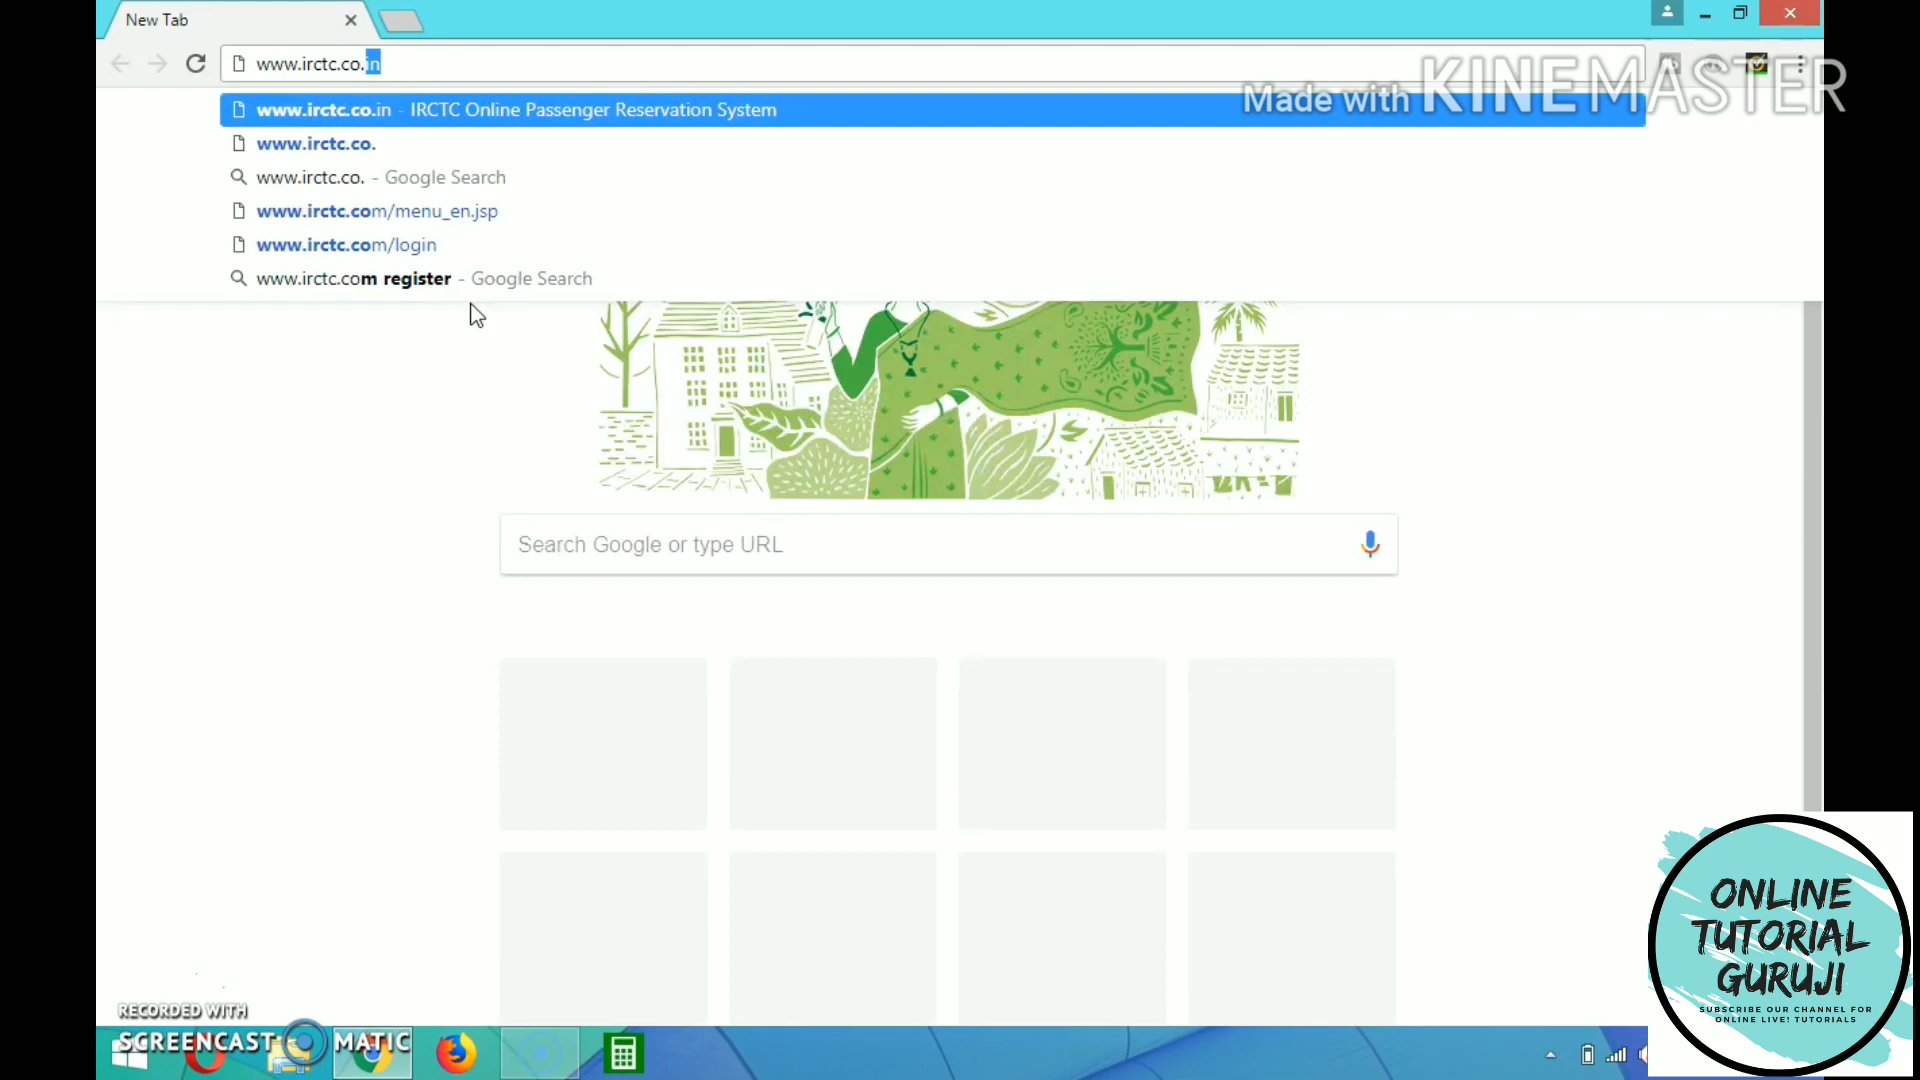 New Tab
www.irctc.co.in
Made with KINEMASTER
www.irctc.co.in - IRCTC Online Passenger Reservation System
www.irctc.co.
www.irctc.co. - Google Search
www.irctc.com/menu_en.jsp
www.irctc.com/login
www.irctc.com register - Google Search
Search Google or type URL
ONLINE
TUTORIAL
GURUJI
SUBSCRIBE OUR CHANNEL FOR
ONLINE LIVE! TUTORIALS
RECORDED WITH
SCREENCAST MATIC